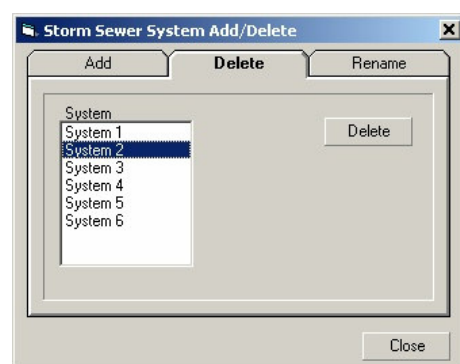 Storm Sewer System Add/Delete
Add Delete Rename
System
System 1
Delete
System 2
System 3
System 4
System 5
System 6
Close